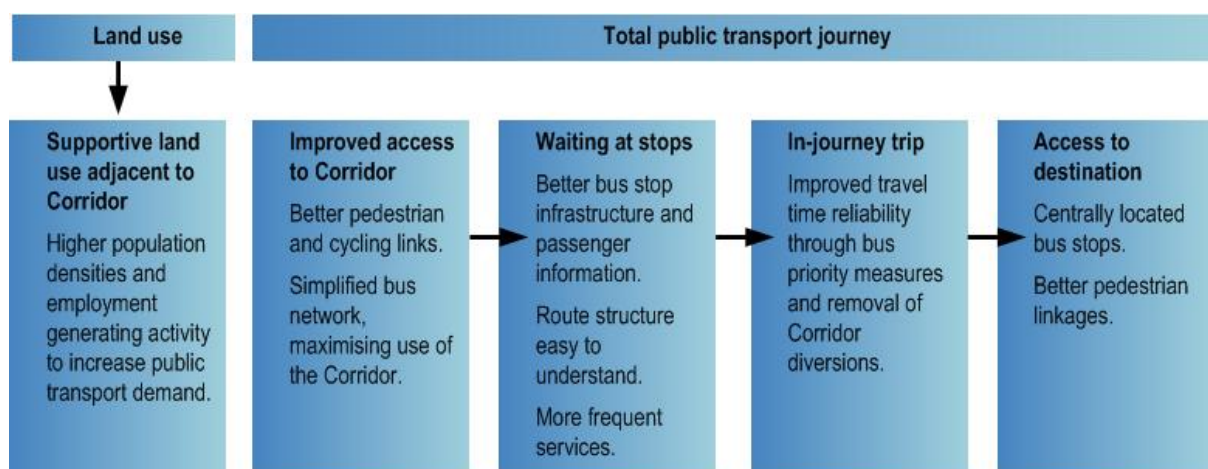 Land use
Total public transport journey
Supportive land
use adjacent to
Corridor
Higher population
densities and
employment
generating activity
to increase public
transport demand.
Improved access
to Corridor
Better pedestrian
and cycling links.
Simplified bus
network,
maximising use of
the Corridor.
Waiting at stops
Better bus stop
infrastructure and
passenger
information.
Route structure
easy to
understand.
More frequent
services.
In-journey trip
Improved travel
time reliability
through bus
priority measures
and removal of
Corridor
diversions.
Access to
destination
Centrally located
bus stops.
Better pedestrian
linkages.